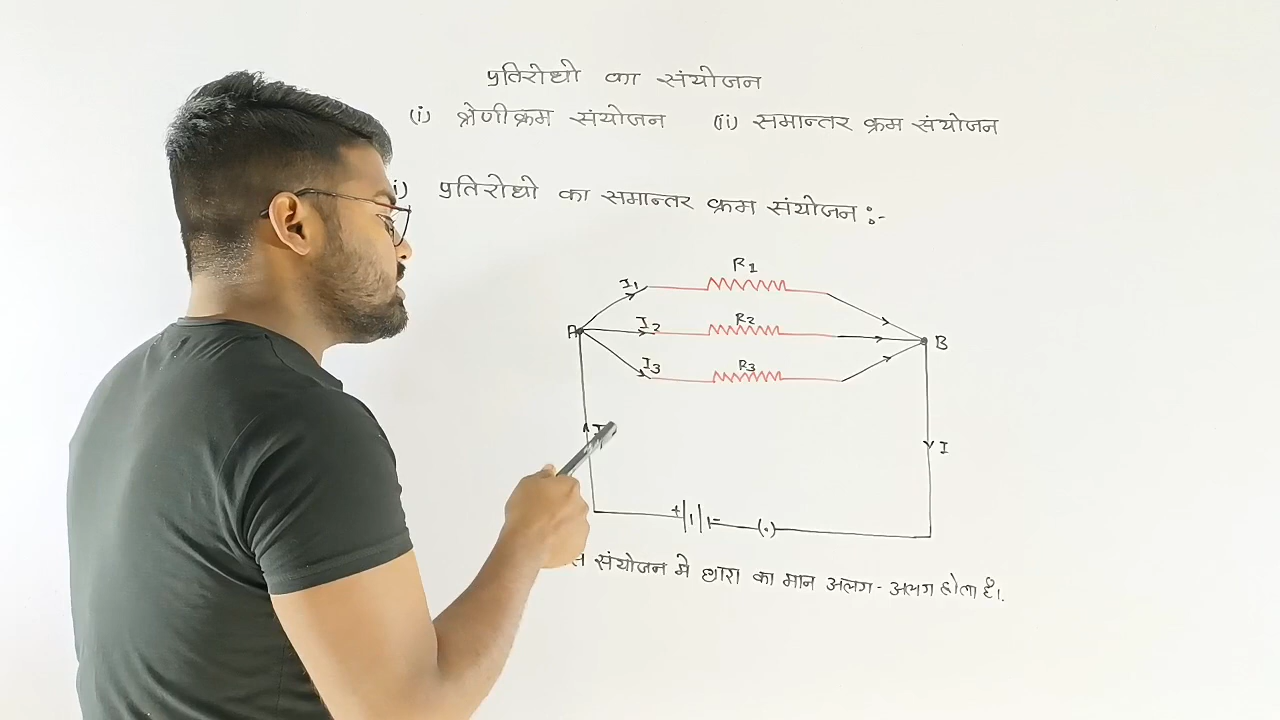 प्रतिरोधो का संयोजन
(i) श्रेणीक्रम संयोजन (ii) समान्तर क्रम संयोजन
i) प्रतिरोधो का समान्तर क्रम संयोजन :-
R1
I1
R2
I2
A B
R3
I3
I I
+ -
(.)
संयोजन मे धारा का मान अलग - अलग होता है।.